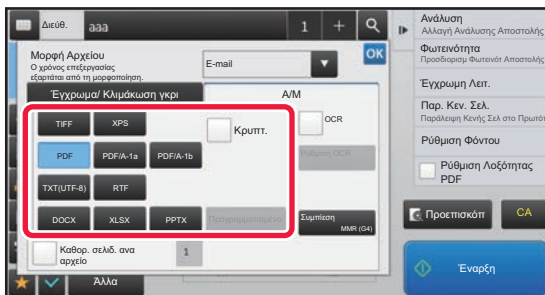 Διεύθ.
aaa
1
Μορφή Αρχείου
Ο χρόνος επεξεργασίας
εξαρτάται από τη μορφοποίηση.
E-mail
OK
Έγχρωμα/ Κλιμάκωση γκρι
Α/Μ
TIFF
XPS
Κρυπτ.
OCR
PDF
PDF/A-1a
PDF/A-1b
Ρύθμιση OCR
TXT(UTF-8)
RTF
DOCX
XLSX
PPTX
Προγραμματισμένα
Συμπίεση
MMR (G4)
Καθορ. σελιδ. ανα
αρχείο
1
Άλλα
Ανάλυση
Αλλαγή Ανάλυσης Αποστολής
Φωτεινότητα
Προσδιορισμ Φωτεινότ Αποστολής
Έγχρωμη Λειτ.
Παρ. Κεν. Σελ.
Παράλειψη Κενής Σελ στο Πρωτότ
Ρύθμιση Φόντου
Ρύθμιση Λοξότητας
PDF
Προεπισκόπ
CA
Έναρξη